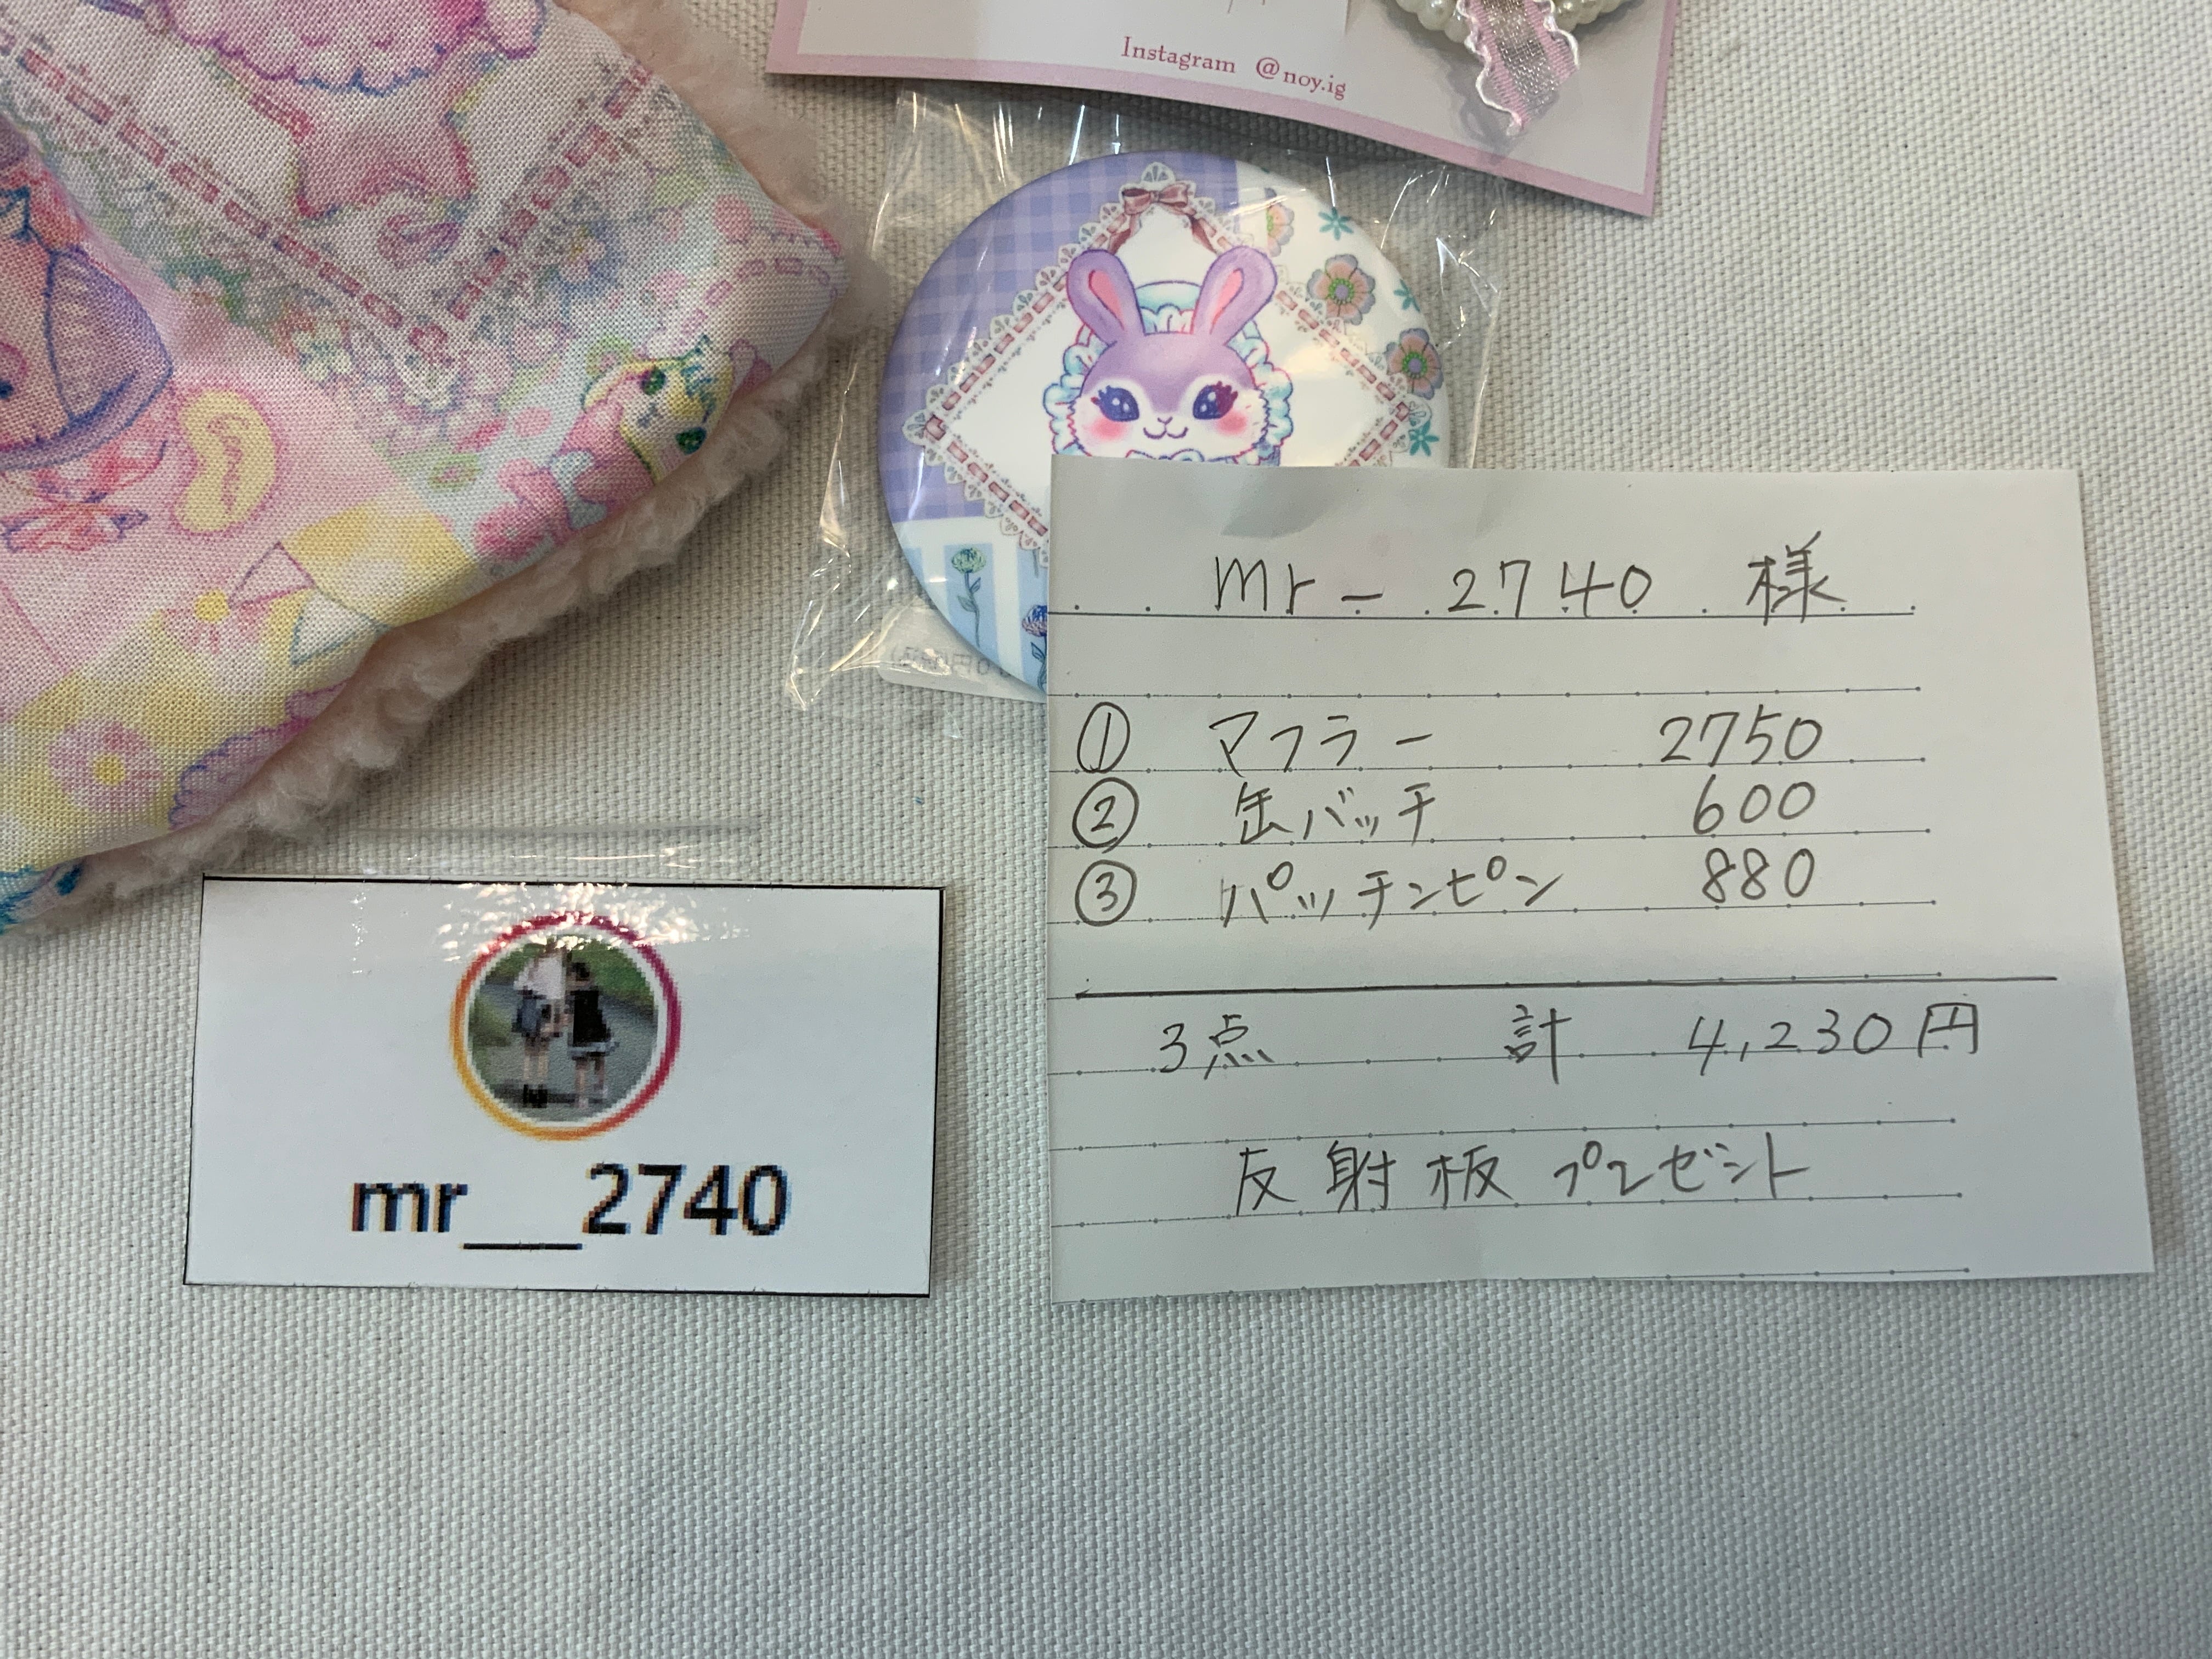 Instagram @noy.ig
mr - 2740 様
① マフラー 2750
② 缶バッチ 600
③ パッチンピン 880
3点 計 4,230円
反射板プレゼント
mr__2740